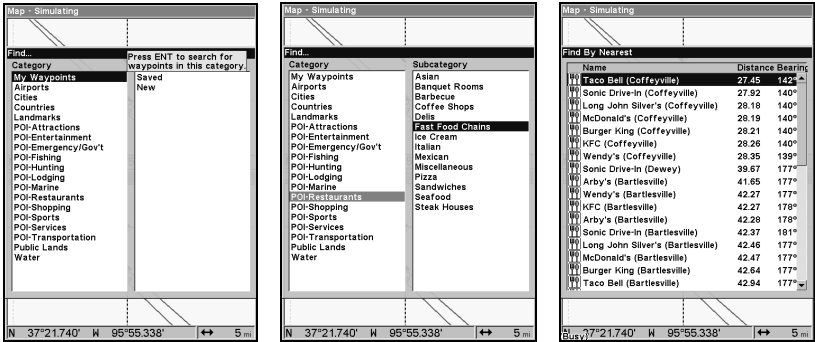 Map - Simulating
Find...
Press ENT to search for
waypoints in this category.
Category
My Waypoints
Airports
Cities
Countries
Landmarks
POI-Attractions
POI-Entertainment
POI-Emergency/Gov't
POI-Fishing
POI-Hunting
POI-Lodging
POI-Marine
POI-Restaurants
POI-Shopping
POI-Sports
POI-Services
POI-Transportation
Public Lands
Water
Saved
New
N 37°21.740' W 95°55.338' ↔ 5 mi
Map - Simulating
Find...
Category
My Waypoints
Airports
Cities
Countries
Landmarks
POI-Attractions
POI-Entertainment
POI-Emergency/Gov't
POI-Fishing
POI-Hunting
POI-Lodging
POI-Marine
POI-Restaurants
POI-Shopping
POI-Sports
POI-Services
POI-Transportation
Public Lands
Water
Subcategory
Asian
Banquet Rooms
Barbecue
Coffee Shops
Delis
Fast Food Chains
Ice Cream
Italian
Mexican
Miscellaneous
Pizza
Sandwiches
Seafood
Steak Houses
N 37°21.740' W 95°55.338' ↔ 5 mi
Map - Simulating
Find By Nearest
Name Distance Bearing
Taco Bell (Coffeyville) 27.45 142°
Sonic Drive-In (Coffeyville) 27.92 140°
Long John Silver's (Coffeyville) 28.18 140°
McDonald's (Coffeyville) 28.19 140°
Burger King (Coffeyville) 28.21 140°
KFC (Coffeyville) 28.26 140°
Wendy's (Coffeyville) 28.35 139°
Sonic Drive-In (Dewey) 39.67 177°
Arby's (Bartlesville) 41.65 177°
Wendy's (Bartlesville) 42.27 177°
KFC (Bartlesville) 42.27 178°
Arby's (Bartlesville) 42.28 178°
Sonic Drive-In (Bartlesville) 42.37 181°
Long John Silver's (Bartlesville) 42.46 177°
McDonald's (Bartlesville) 42.47 177°
Burger King (Bartlesville) 42.64 177°
Taco Bell (Bartlesville) 42.94 177°
(Busy)
37°21.740' W 95°55.338' ↔ 5 mi